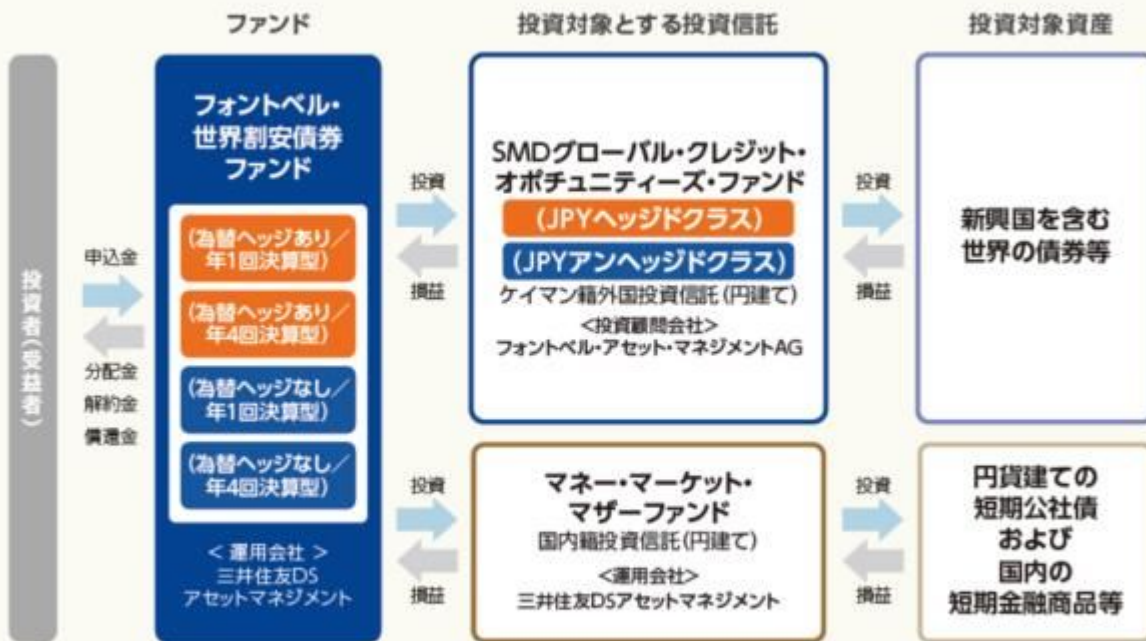 ファンド
投資対象とする投資信託
投資対象資産
投資者(受益者)
申込金
分配金
解約金
償還金
フォントベル・
世界割安債券
ファンド
(為替ヘッジあり／
年1回決算型)
(為替ヘッジあり／
年4回決算型)
(為替ヘッジなし／
年1回決算型)
(為替ヘッジなし／
年4回決算型)
＜ 運用会社 ＞
三井住友DS
アセットマネジメント
投資
損益
SMDグローバル・クレジット・
オポチュニティーズ・ファンド
(JPYヘッジドクラス)
(JPYアンヘッジドクラス)
ケイマン籍外国投資信託(円建て)
＜投資顧問会社＞
フォントベル・アセット・マネジメントAG
投資
損益
新興国を含む
世界の債券等
投資
損益
マネー・マーケット・
マザーファンド
国内籍投資信託(円建て)
＜運用会社＞
三井住友DSアセットマネジメント
投資
損益
円貨建ての
短期公社債
および
国内の
短期金融商品等